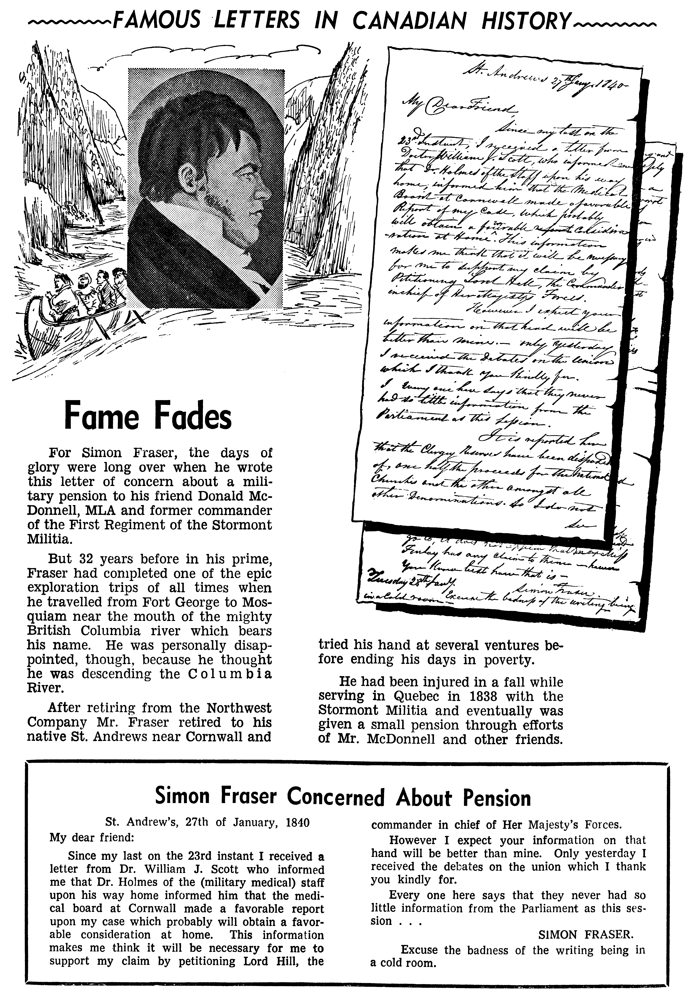 FAMOUS LETTERS IN CANADIAN HISTORY
St. Andrews 27th Jany. 1840
My Dear Friend,
Since my last on the
23rd Instant, I received a letter from
Doctor William J. Scott, who informed me
that Dr. Holmes of the Staff upon his way
home, informed him that the Medical
Board at Cornwall made a favorable
Report of my Case, which probably
will obtain a favourable report Considera
-ration at Home. This information
makes me think that it will be necessary
for me to support my claim by
Petitioning Lord Hill, the Commander
in chief of Her Majesty's Forces.
However I expect your
information on that head will be
better than mine. — only yesterday
I received the Debates on the Union
which I thank you Kindly for.
I Every one here says that they never
had so little information from the
Parliament as this Session.
It is reported here
that the Clergy Reserves have been disposed
of, one half the proceeds for the National
Churches and the other amongst all
other Denominations. So I do not
see
go to, it does not appear that
Finlay has any claim to them —
You Know best how that is —
Simon Fraser.
Tuesday 28th Jany.
Excuse the badness of the writing being
in a Cold room —
Fame Fades
For Simon Fraser, the days of
glory were long over when he wrote
this letter of concern about a mili-
tary pension to his friend Donald Mc-
Donnell, MLA and former commander
of the First Regiment of the Stormont
Militia.
But 32 years before in his prime,
Fraser had completed one of the epic
exploration trips of all times when
he travelled from Fort George to Mos-
quiam near the mouth of the mighty
British Columbia river which bears
his name. He was personally disap-
pointed, though, because he thought
he was descending the Columbia
River.
After retiring from the Northwest
Company Mr. Fraser retired to his
native St. Andrews near Cornwall and
tried his hand at several ventures be-
fore ending his days in poverty.
He had been injured in a fall while
serving in Quebec in 1838 with the
Stormont Militia and eventually was
given a small pension through efforts
of Mr. McDonnell and other friends.
Simon Fraser Concerned About Pension
St. Andrew's, 27th of January, 1840
My dear friend:
Since my last on the 23rd instant I received a
letter from Dr. William J. Scott who informed
me that Dr. Holmes of the (military medical) staff
upon his way home informed him that the medi-
cal board at Cornwall made a favorable report
upon my case which probably will obtain a favor-
able consideration at home. This information
makes me think it will be necessary for me to
support my claim by petitioning Lord Hill, the
commander in chief of Her Majesty's Forces.
However I expect your information on that
hand will be better than mine. Only yesterday I
received the debates on the union which I thank
you kindly for.
Every one here says that they never had so
little information from the Parliament as this ses-
sion . . .
SIMON FRASER.
Excuse the badness of the writing being in
a cold room.